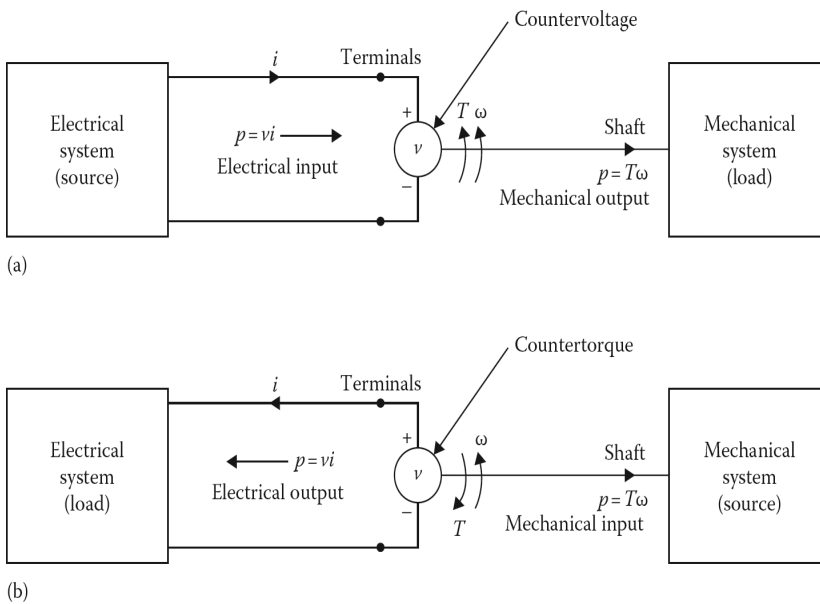 Countervoltage
i
Terminals
Electrical
system
(source)
p = vi
Electrical input
+
v
−
T ω
Shaft
p = Tω
Mechanical output
Mechanical
system
(load)
(a)
Countertorque
i
Terminals
Electrical
system
(load)
p = vi
Electrical output
+
v
−
ω
T
Shaft
p = Tω
Mechanical input
Mechanical
system
(source)
(b)